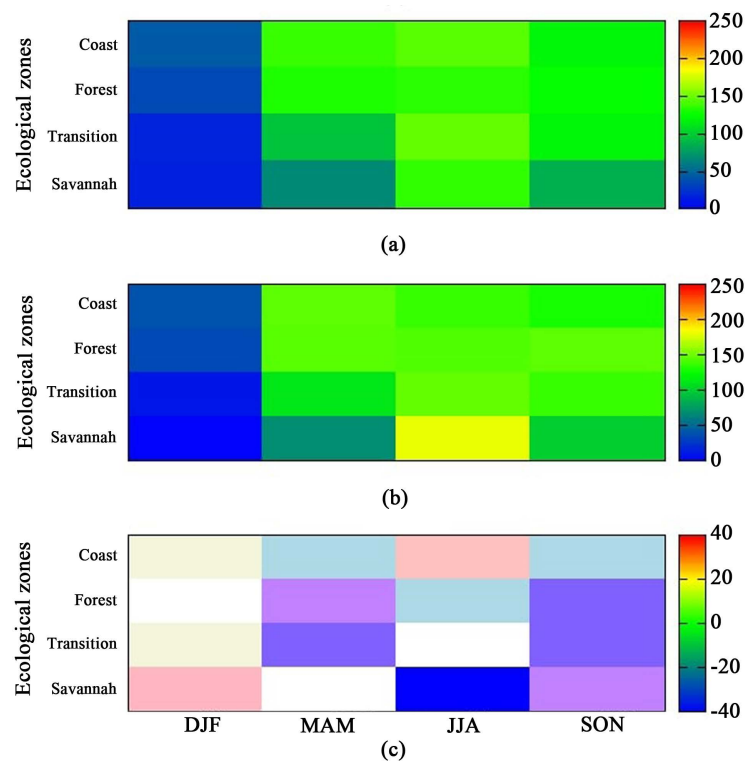 Ecological zones
Coast
Forest
Transition
Savannah
250
200
150
100
50
0
(a)
Ecological zones
Coast
Forest
Transition
Savannah
250
200
150
100
50
0
(b)
Ecological zones
Coast
Forest
Transition
Savannah
40
20
0
-20
-40
DJF MAM JJA SON
(c)